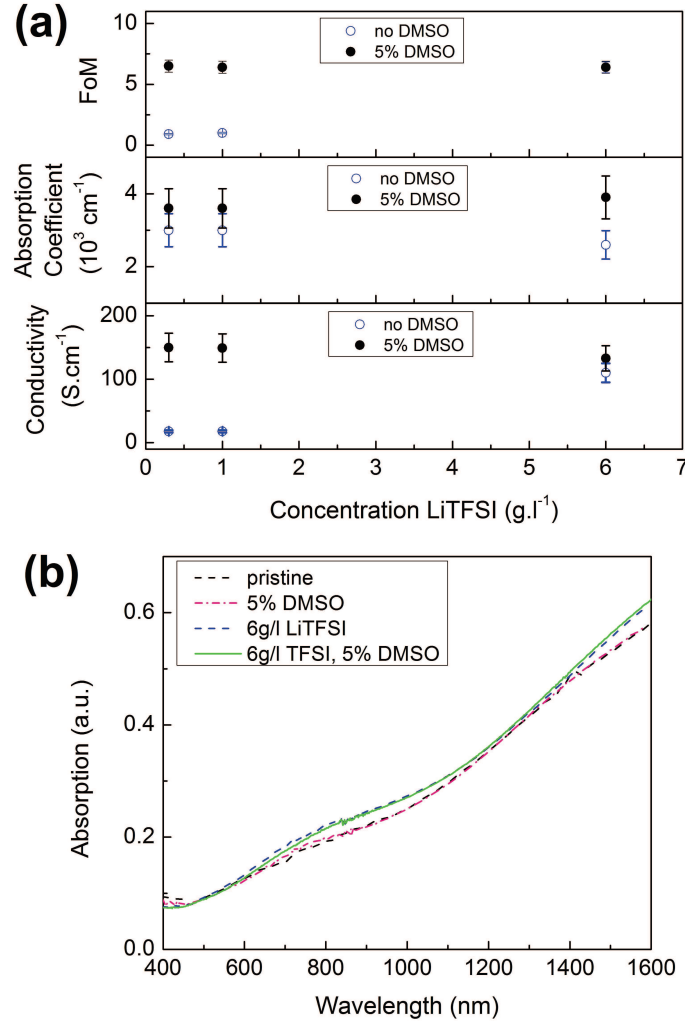 (a)
no DMSO
5% DMSO
FoM
10
5
0
no DMSO
5% DMSO
Absorption
Coefficient
(10³ cm⁻¹)
4
2
no DMSO
5% DMSO
Conductivity
(S.cm⁻¹)
150
100
50
0
0 1 2 3 4 5 6 7
Concentration LiTFSI (g.l⁻¹)
(b)
pristine
5% DMSO
6g/l LiTFSI
6g/l TFSI, 5% DMSO
Absorption (a.u.)
0.6
0.4
0.2
0.0
400 600 800 1000 1200 1400 1600
Wavelength (nm)